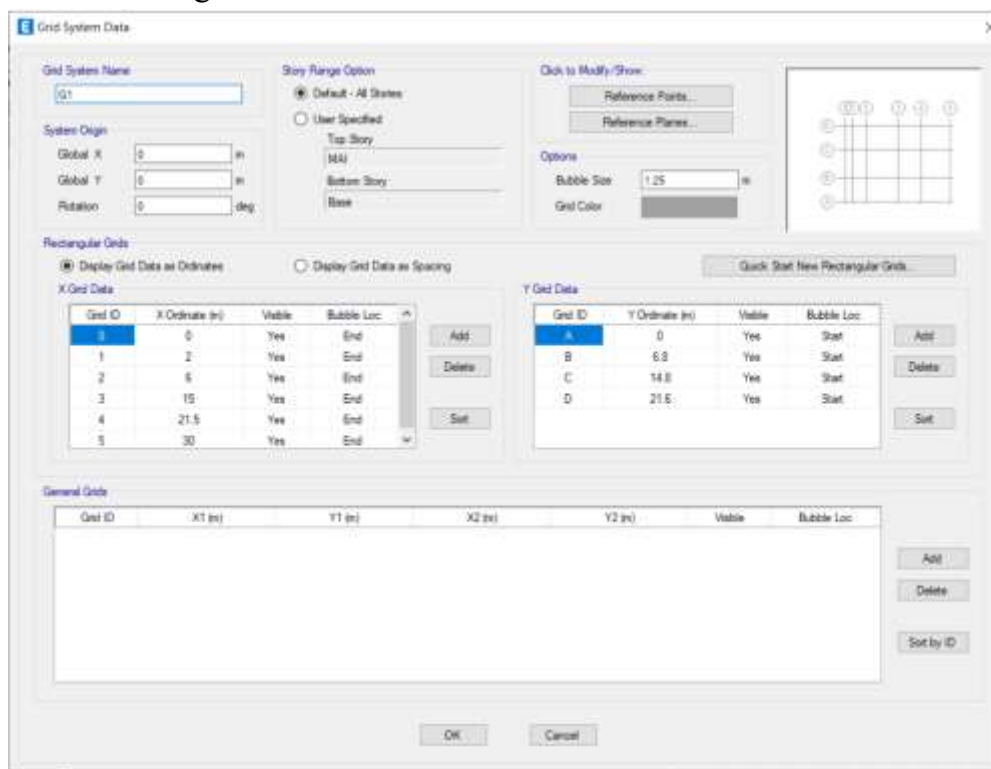 Grid System Data
Grid System Name
G1
System Origin
Global X 0 m
Global Y 0 m
Rotation 0 deg
Story Range Option
Default - All Stories
User Specified
Top Story
MAI
Bottom Story
Base
Click to Modify/Show:
Reference Points...
Reference Planes...
Options
Bubble Size 1.25 m
Grid Color
Rectangular Grids
Display Grid Data as Ordinates
Display Grid Data as Spacing
Quick Start New Rectangular Grids...
X Grid Data
Grid ID X Ordinate (m) Visible Bubble Loc
0 0 Yes End
1 2 Yes End
2 6 Yes End
3 15 Yes End
4 21.5 Yes End
5 30 Yes End
Add
Delete
Sort
Y Grid Data
Grid ID Y Ordinate (m) Visible Bubble Loc
A 0 Yes Start
B 6.8 Yes Start
C 14.8 Yes Start
D 21.6 Yes Start
Add
Delete
Sort
General Grids
Grid ID X1 (m) Y1 (m) X2 (m) Y2 (m) Visible Bubble Loc
Add
Delete
Sort by ID
OK Cancel